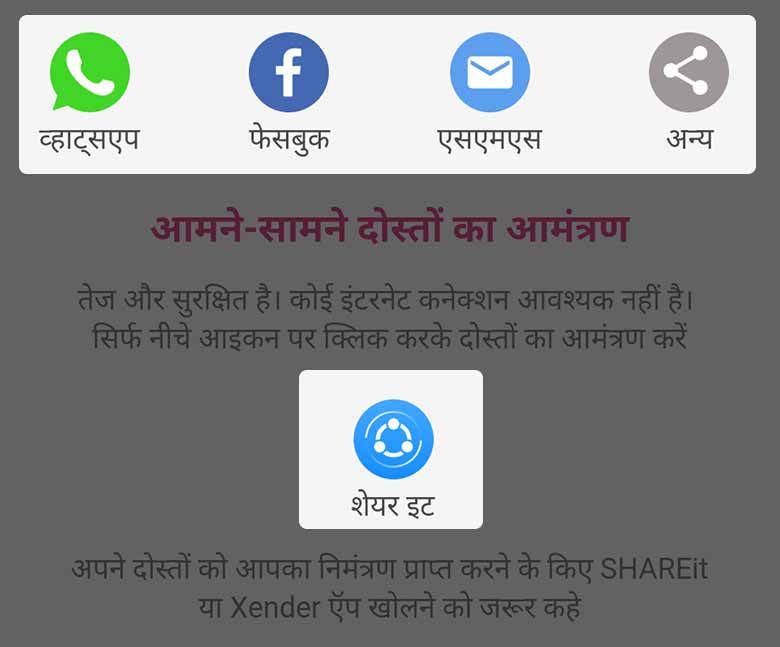 व्हाट्सएप फेसबुक एसएमएस अन्य
आमने-सामने दोस्तों का आमंत्रण
तेज और सुरक्षित है। कोई इंटरनेट कनेक्शन आवश्यक नहीं है।
सिर्फ नीचे आइकन पर क्लिक करके दोस्तों का आमंत्रण करें
शेयर इट
अपने दोस्तों को आपका निमंत्रण प्राप्त करने के किए SHAREit
या Xender ऍप खोलने को जरूर कहे